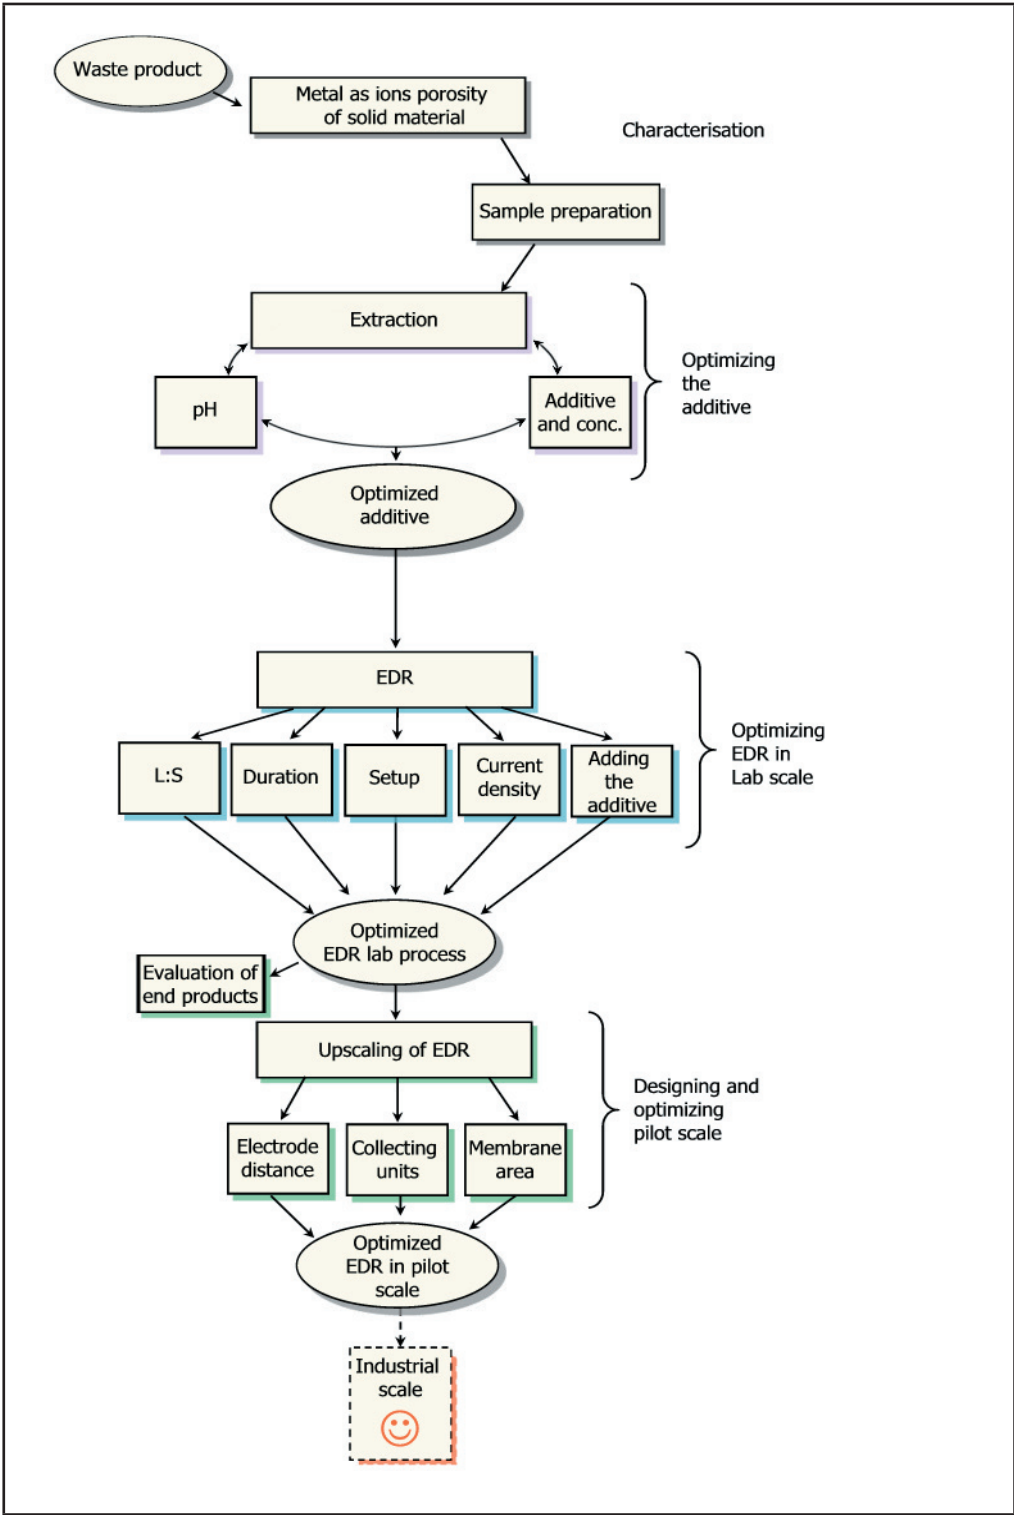 Waste product
Metal as ions porosity
of solid material
Characterisation
Sample preparation
Extraction
Optimizing
the
additive
pH
Additive
and conc.
Optimized
additive
EDR
Optimizing
EDR in
Lab scale
L:S
Duration
Setup
Current
density
Adding
the
additive
Optimized
EDR lab process
Evaluation of
end products
Upscaling of EDR
Designing and
optimizing
pilot scale
Electrode
distance
Collecting
units
Membrane
area
Optimized
EDR in pilot
scale
Industrial
scale